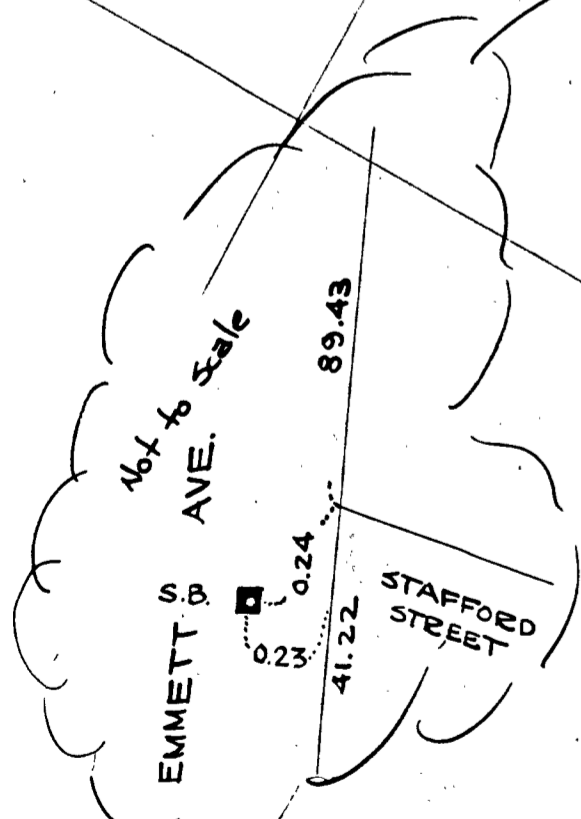 89.43
Not to Scale
EMMETT AVE.
S.B.
0.24
0.23
41.22
STAFFORD
STREET